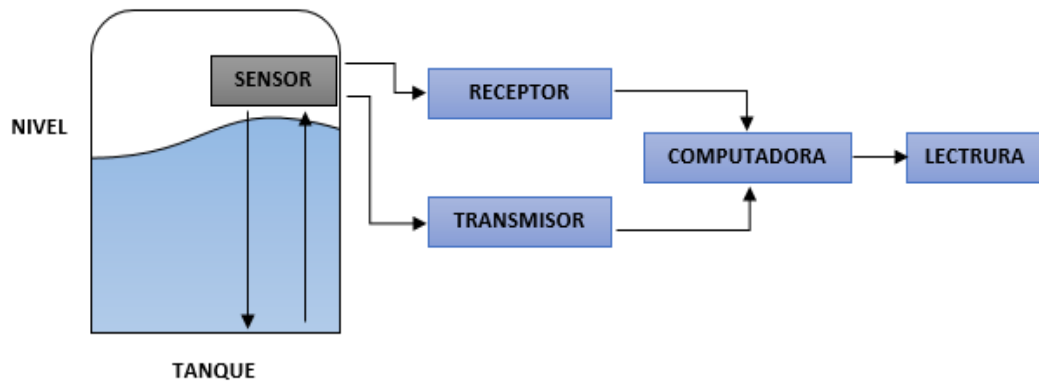 SENSOR
RECEPTOR
NIVEL
COMPUTADORA
LECTRURA
TRANSMISOR
TANQUE